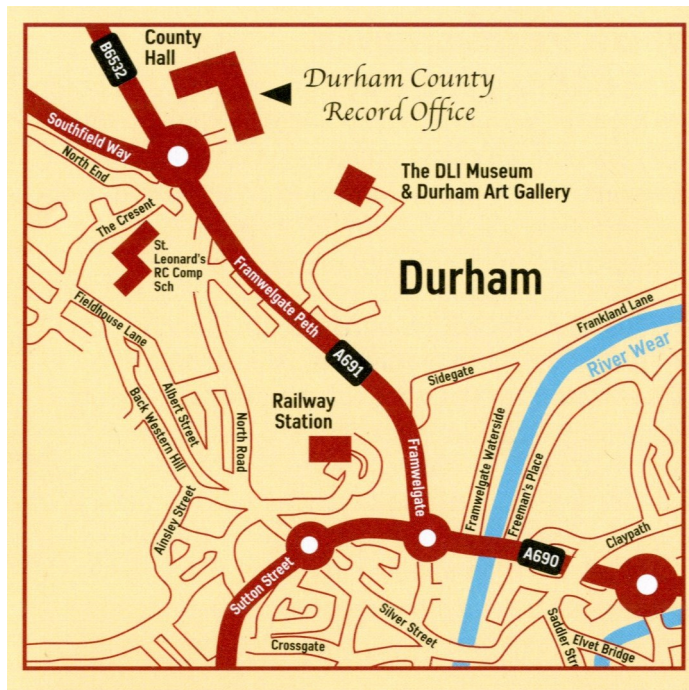 B6532
County
Hall
Durham County
Record Office
Southfield Way
North End
The Cresent
The DLI Museum
& Durham Art Gallery
St.
Leonard's
RC Comp
Sch
Durham
Framwelgate Peth
Fieldhouse Lane
Frankland Lane
River Wear
A691
Sidegate
Albert Street
Back Western Hill
North Road
Railway
Station
Framwelgate
Framwelgate Waterside
Freeman's Place
Ainsley Street
Claypath
A690
Sutton Street
Silver Street
Crossgate
Saddler Stre
Elvet Bridge